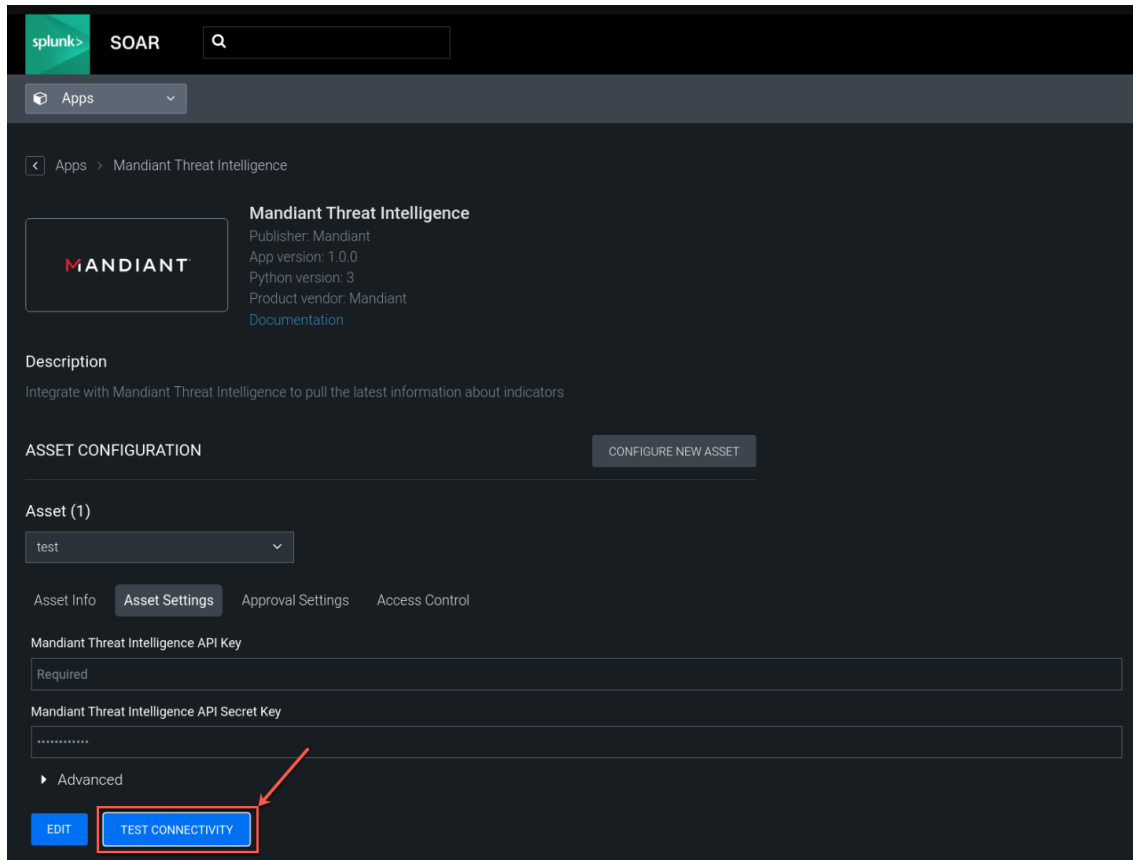 splunk> SOAR
Apps
Apps > Mandiant Threat Intelligence
MANDIANT
Mandiant Threat Intelligence
Publisher: Mandiant
App version: 1.0.0
Python version: 3
Product vendor: Mandiant
Documentation
Description
Integrate with Mandiant Threat Intelligence to pull the latest information about indicators
ASSET CONFIGURATION CONFIGURE NEW ASSET
Asset (1)
test
Asset Info Asset Settings Approval Settings Access Control
Mandiant Threat Intelligence API Key
Required
Mandiant Threat Intelligence API Secret Key
••••••••••••
Advanced
EDIT TEST CONNECTIVITY